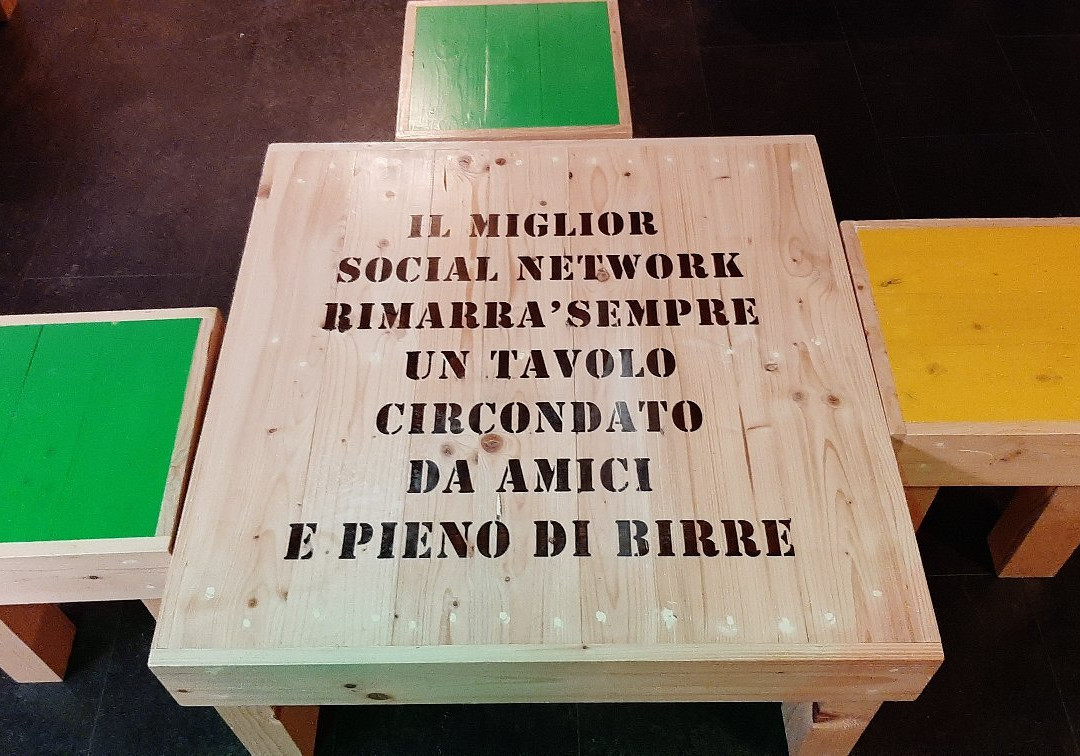 IL MIGLIOR
SOCIAL NETWORK
RIMARRA'SEMPRE
UN TAVOLO
CIRCONDATO
DA AMICI
E PIENO DI BIRRE